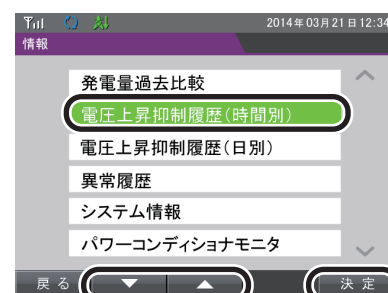 2014年03月21日12:34
情報
発電量過去比較
電圧上昇抑制履歴（時間別）
電圧上昇抑制履歴（日別）
異常履歴
システム情報
パワーコンディショナモニタ
戻る ▼ ▲ 決定